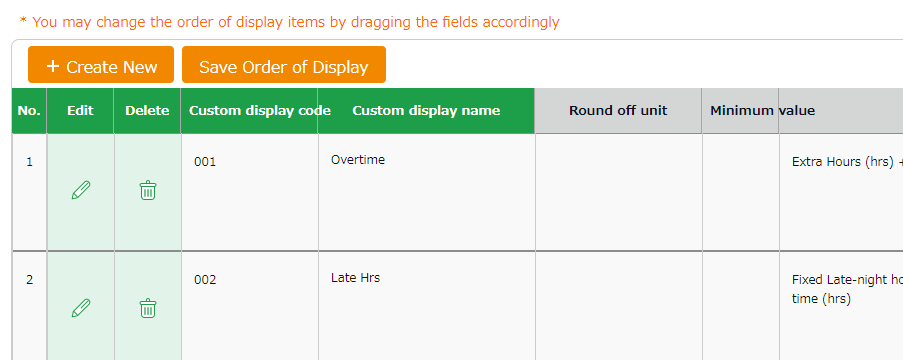 * You may change the order of display items by dragging the fields accordingly
+ Create New Save Order of Display
No. Edit Delete Custom display code Custom display name Round off unit Minimum value
1 001 Overtime Extra Hours (hrs) +
2 002 Late Hrs Fixed Late-night
time (hrs)